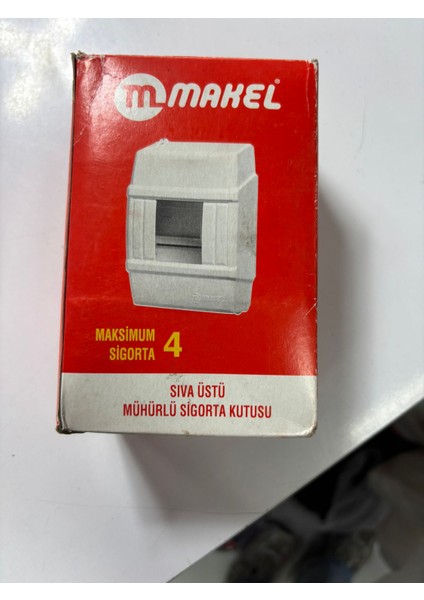 m MAKEL
MAKSİMUM
SİGORTA 4
SIVA ÜSTÜ
MÜHÜRLÜ SİGORTA KUTUSU